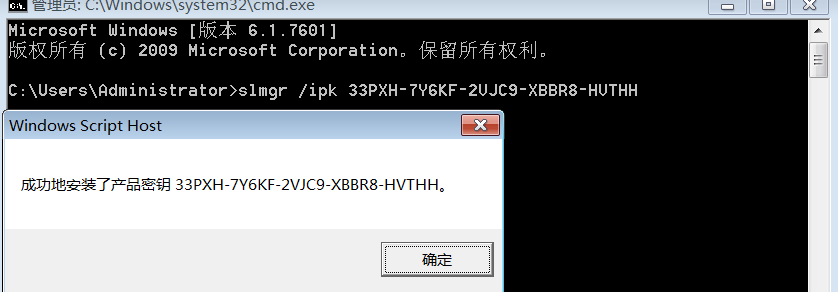 管理员: C:\Windows\system32\cmd.exe
Microsoft Windows [版本 6.1.7601]
版权所有 (c) 2009 Microsoft Corporation。保留所有权利。
C:\Users\Administrator>slmgr /ipk 33PXH-7Y6KF-2VJC9-XBBR8-HVTHH
Windows Script Host
成功地安装了产品密钥 33PXH-7Y6KF-2VJC9-XBBR8-HVTHH。
确定